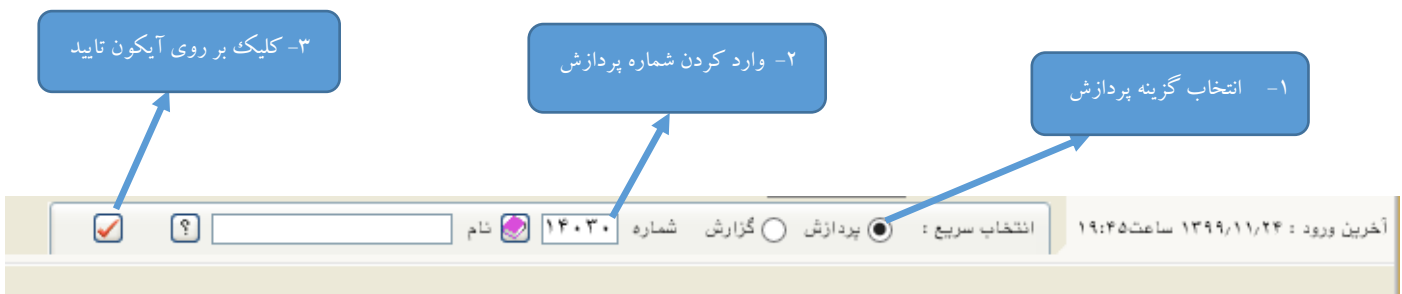 ۱- انتخاب گزینه پردازش
۲- وارد کردن شماره پردازش
۳- کلیک بر روی آیکون تایید
آخرین ورود : ۱۳۹۹/۱۱/۲۴ ساعت۱۹:۴۵ انتخاب سریع : پردازش گزارش شماره ۱۴۰۳۰ نام ؟